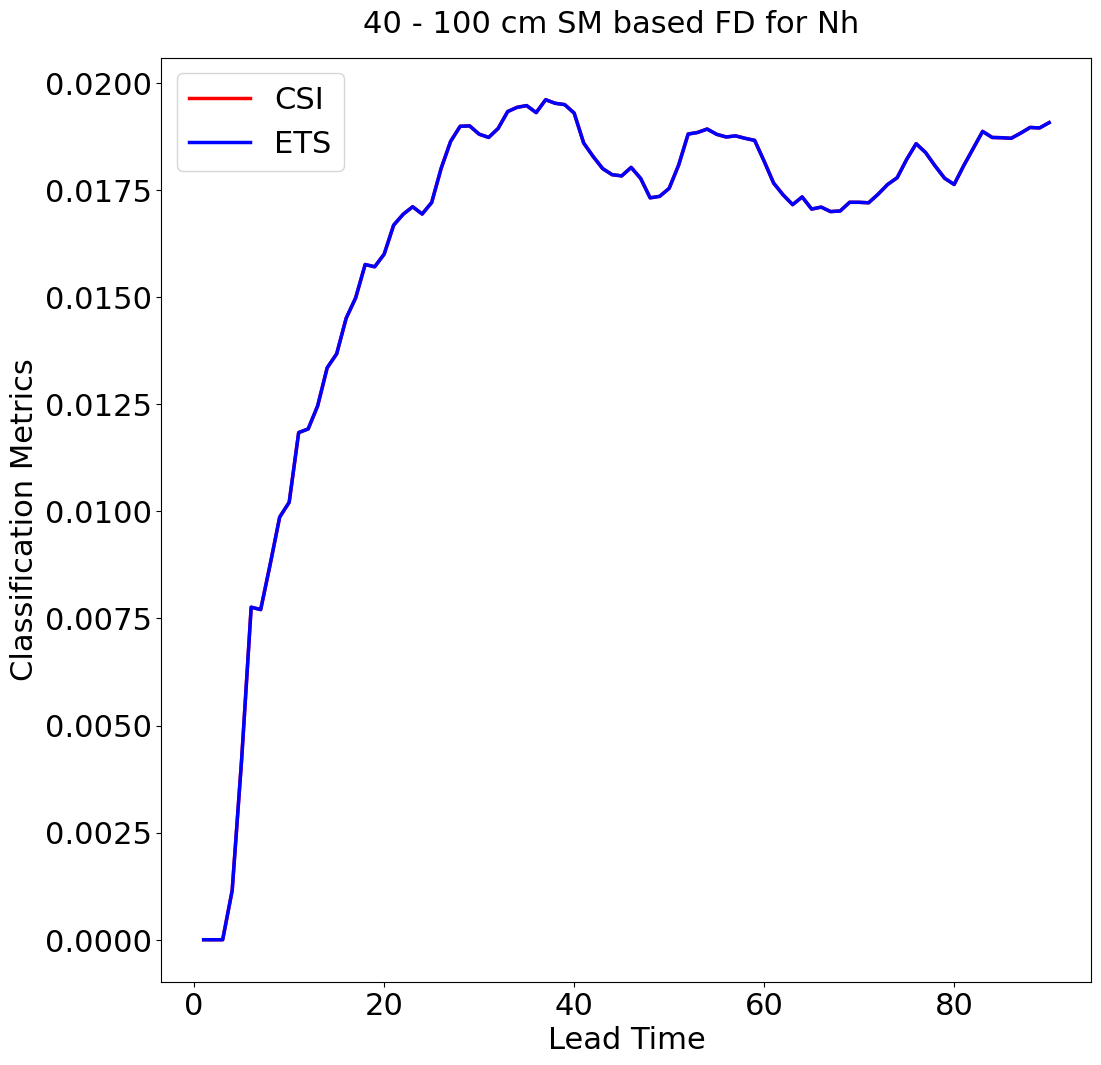 40 - 100 cm SM based FD for Nh
CSI
ETS
0.0200
0.0175
0.0150
0.0125
0.0100
0.0075
0.0050
0.0025
0.0000
Classification Metrics
0 20 40 60 80
Lead Time